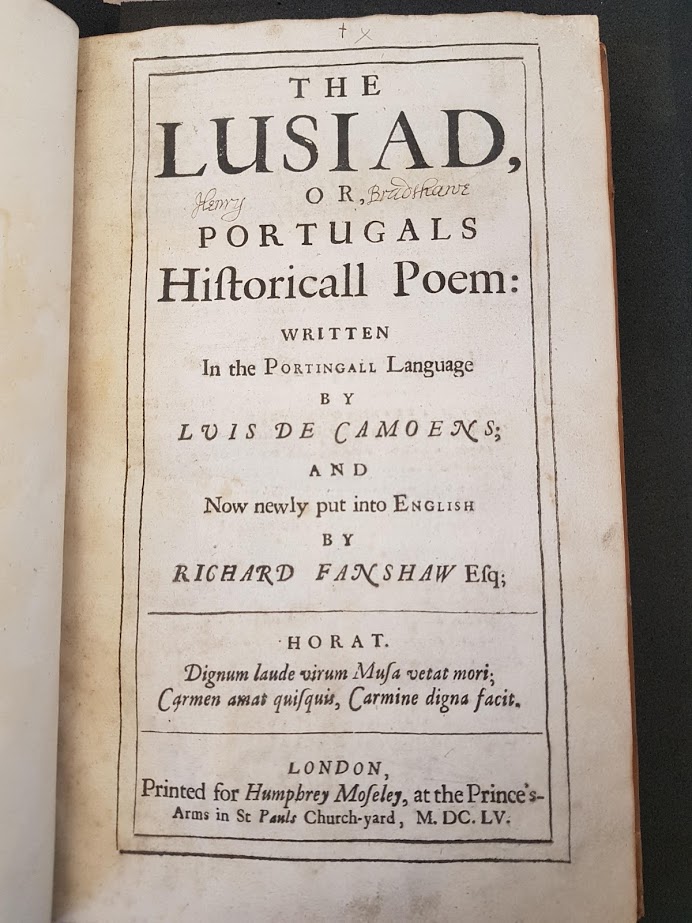 † x
THE
LUSIAD,
Henry OR, Bradshawe
PORTUGALS
Hiſtoricall Poem:
WRITTEN
In the PORTINGALL Language
BY
LVIS DE CAMOENS;
AND
Now newly put into ENGLISH
BY
RICHARD FANSHAW Eſq;
HORAT.
Dignum laude virum Muſa vetat mori;
Carmen amat quiſquis, Carmine digna facit.
LONDON,
Printed for Humphrey Moſeley, at the Prince's-
Arms in St Pauls Church-yard, M. DC. LV.